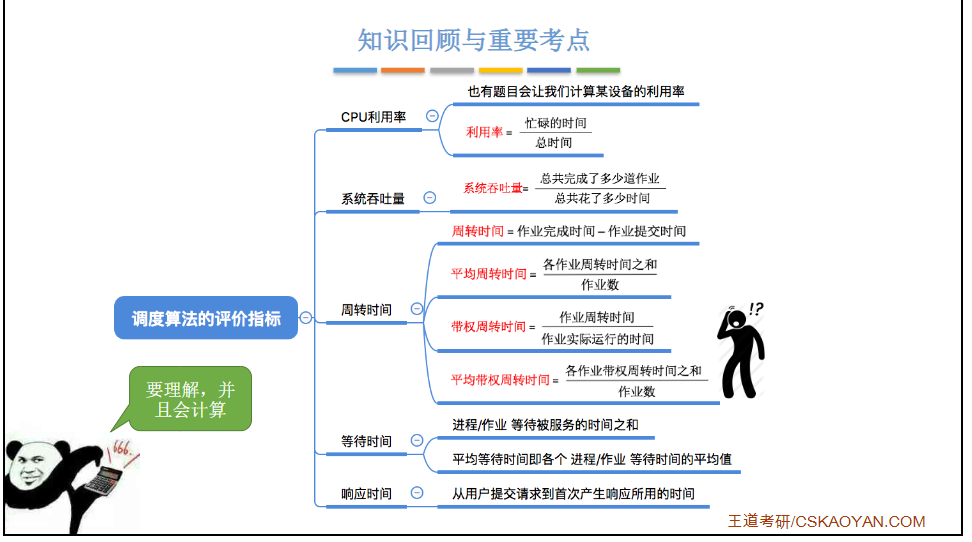 知识回顾与重要考点
也有题目会让我们计算某设备的利用率
CPU利用率
利用率 = 忙碌的时间
总时间
系统吞吐量
系统吞吐量= 总共完成了多少道作业
总共花了多少时间
周转时间 = 作业完成时间 – 作业提交时间
平均周转时间 = 各作业周转时间之和
作业数
周转时间
带权周转时间 = 作业周转时间
作业实际运行的时间
平均带权周转时间 = 各作业带权周转时间之和
作业数
调度算法的评价指标
!?
要理解，并
且会计算
666.
等待时间
进程/作业 等待被服务的时间之和
平均等待时间即各个 进程/作业 等待时间的平均值
响应时间
从用户提交请求到首次产生响应所用的时间
王道考研/CSKAOYAN.COM